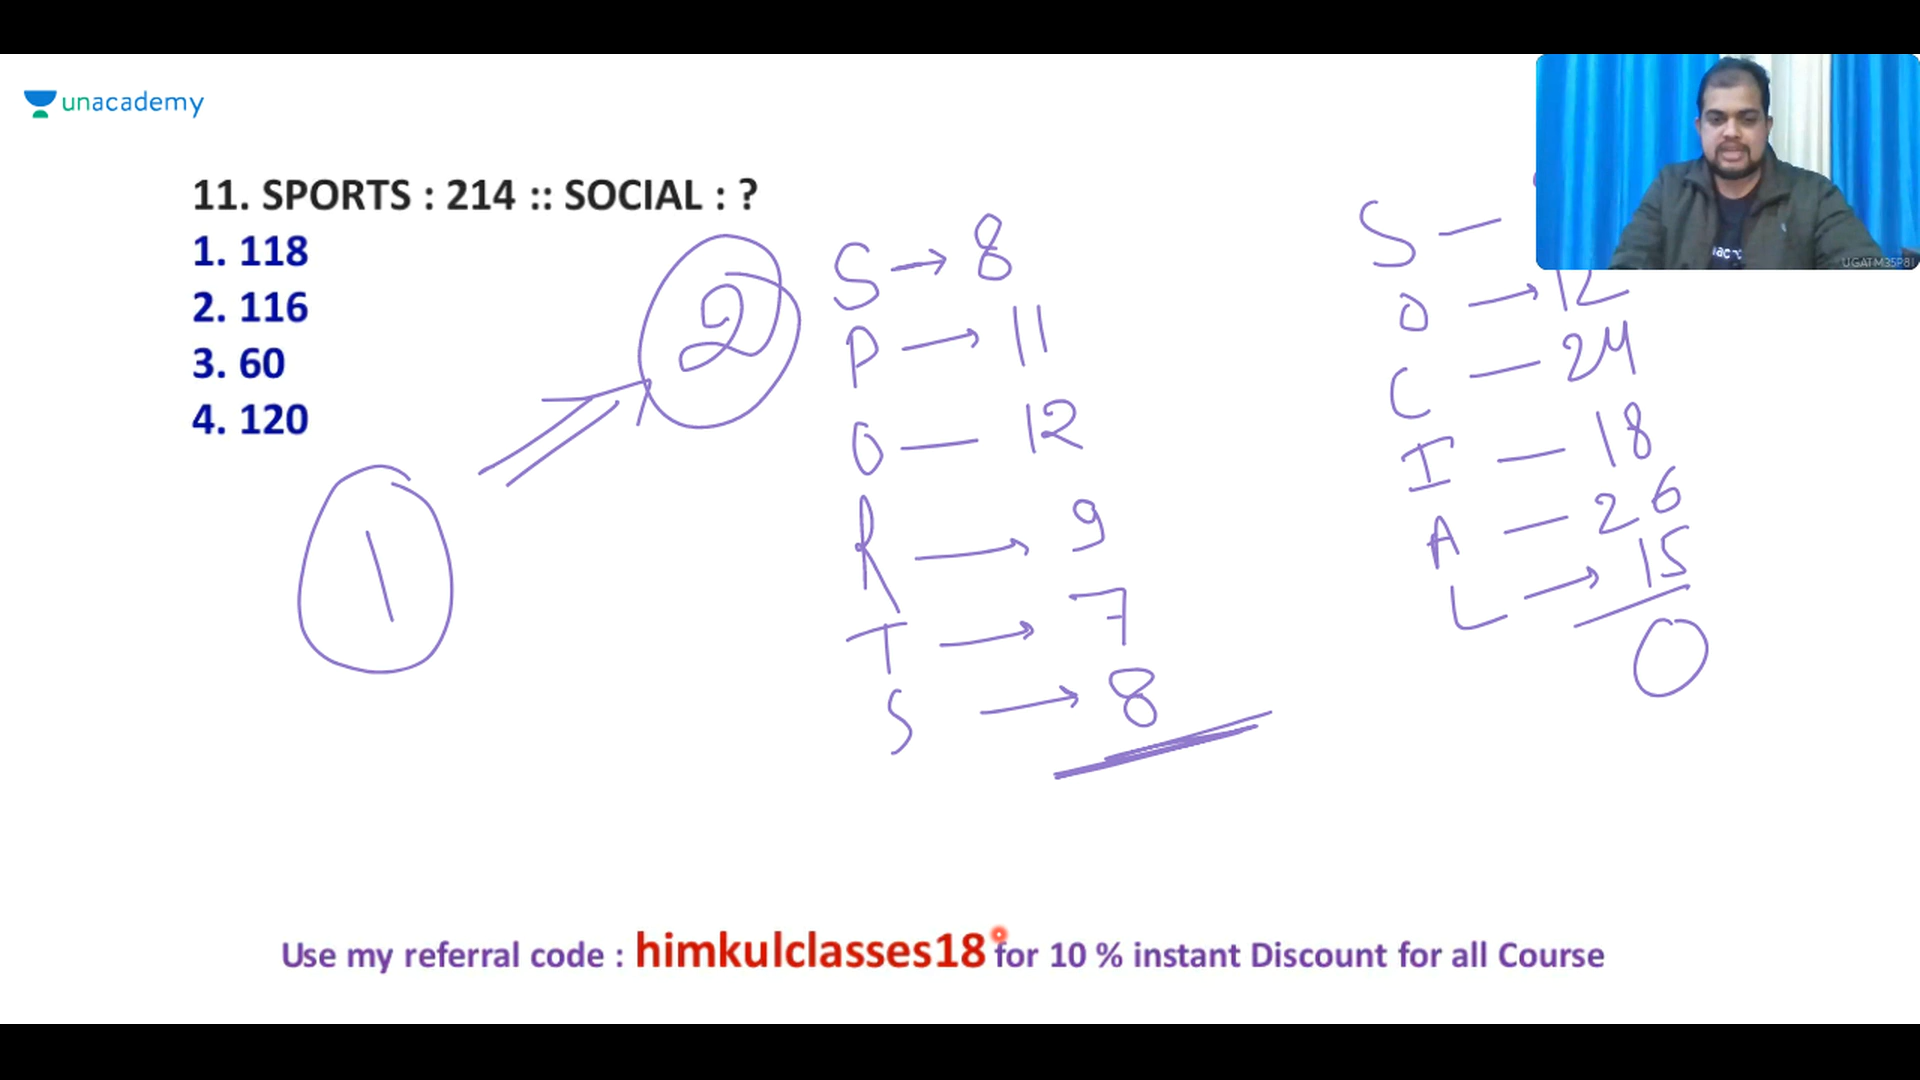 unacademy
11. SPORTS : 214 :: SOCIAL : ?
1. 118
2. 116
3. 60
4. 120
1
2
S → 8
P → 11
O — 12
R → 9
T → 7
S → 8
S —
O → 12
C — 24
I — 18
A — 26
L → 15
0
UGATM35P8I
Use my referral code : himkulclasses18 for 10 % instant Discount for all Course